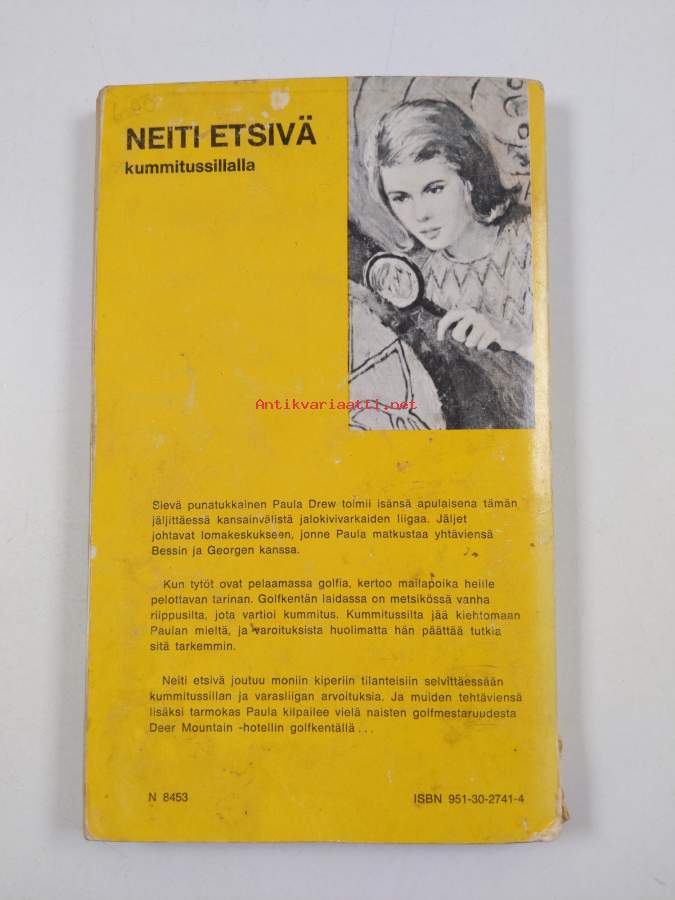 NEITI ETSIVÄ
kummitussillalla
Antikvariaatti.net
Sievä punatukkainen Paula Drew toimii isänsä apulaisena tämän
jäljittäessä kansainvälistä jalokivivarkaiden liigaa. Jäljet
johtavat lomakeskukseen, jonne Paula matkustaa yhtäviensä
Bessin ja Georgen kanssa.
Kun tytöt ovat pelaamassa golfia, kertoo mailapoika heille
pelottavan tarinan. Golfkentän laidassa on metsikössä vanha
riippusilta, jota vartioi kummitus. Kummitussilta jää kiehtomaan
Paulan mieltä, ja varoituksista huolimatta hän päättää tutkia
sitä tarkemmin.
Neiti etsivä joutuu moniin kiperiin tilanteisiin selvittäessään
kummitussillan ja varasliigan arvoituksia. Ja muiden tehtäviensä
lisäksi tarmokas Paula kilpailee vielä naisten golfmestaruudesta
Deer Mountain -hotellin golfkentällä ...
N 8453
ISBN 951-30-2741-4